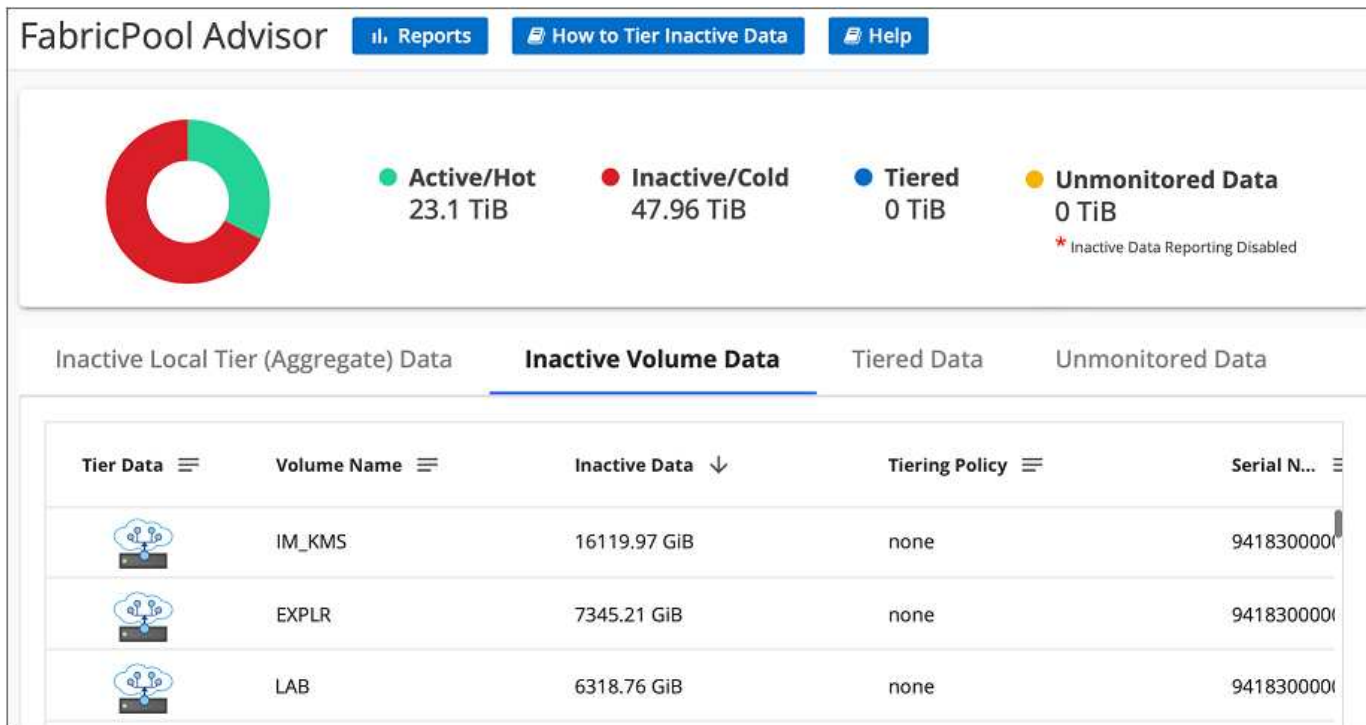 FabricPool Advisor Reports How to Tier Inactive Data Help
Active/Hot Inactive/Cold Tiered Unmonitored Data
23.1 TiB 47.96 TiB 0 TiB 0 TiB
* Inactive Data Reporting Disabled
Inactive Local Tier (Aggregate) Data Inactive Volume Data Tiered Data Unmonitored Data
Tier Data Volume Name Inactive Data Tiering Policy Serial N...
IM_KMS 16119.97 GiB none 9418300000
EXPLR 7345.21 GiB none 9418300000
LAB 6318.76 GiB none 9418300000